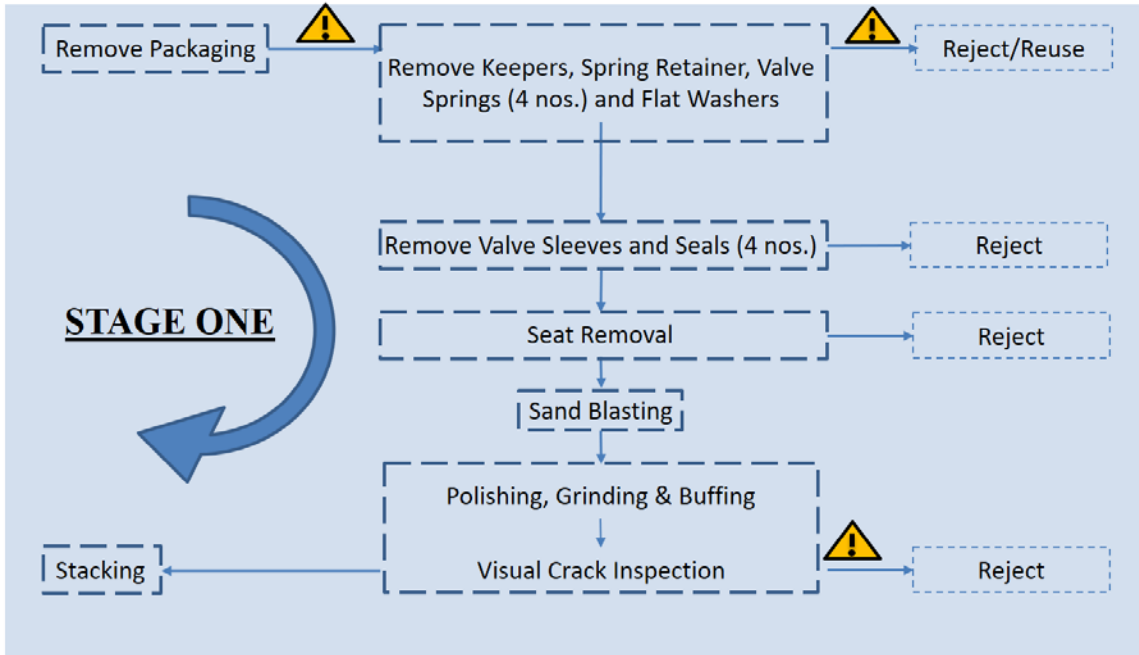 Remove Packaging
Remove Keepers, Spring Retainer, Valve
Springs (4 nos.) and Flat Washers
Reject/Reuse
Remove Valve Sleeves and Seals (4 nos.)
Reject
STAGE ONE
Seat Removal
Reject
Sand Blasting
Polishing, Grinding & Buffing
Stacking
Visual Crack Inspection
Reject